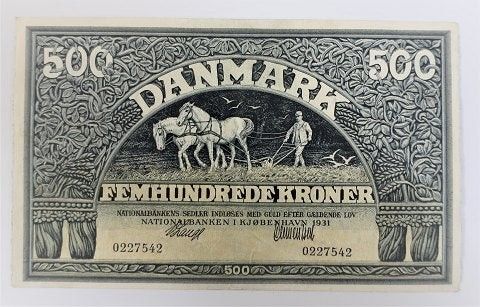 500 500
DANMARK
FEMHUNDREDE KRONER
NATIONALBANKENS SEDLER INDLØSES MED GULD EFTER GÆLDENDE LOV
NATIONALBANKEN I KJØBENHAVN 1931
0227542 0227542
500